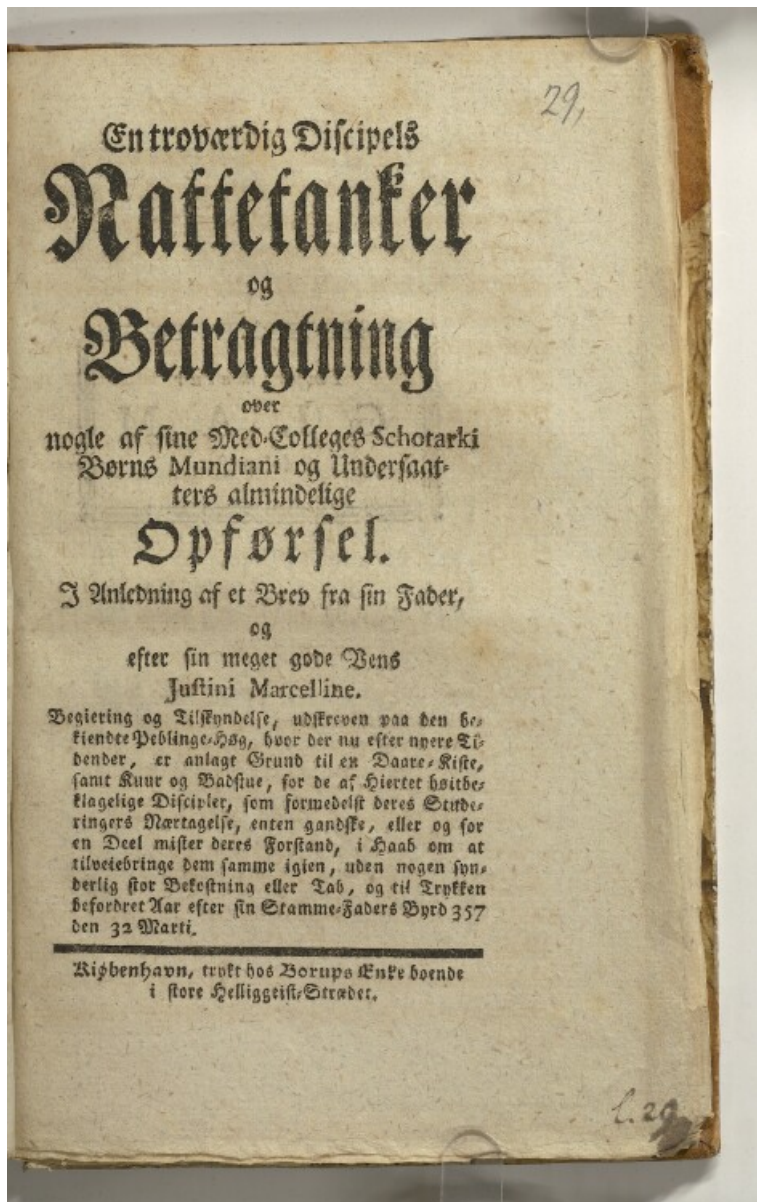 29,
En troværdig Discipels
Nattetanker
og
Betragtning
over
nogle af sine Med-Colleges Schotarki
Børns Mundiani og Undersaat-
ters almindelige
Opførsel.
I Anledning af et Brev fra sin Fader,
og
efter sin meget gode Vens
Justini Marcelline.
Begiering og Tilskyndelse, udskreven paa den be-
kiendte Peblinge-Høg, hvor der nu efter nyere Ti-
dender, er anlagt Grund til en Daare-Kiste,
samt Kuur og Badstue, for de af Hiertet høitbe-
klagelige Discipler, som formedelst deres Stude-
ringers Nærtagelse, enten gandske, eller og for
en Deel mister deres Forstand, i Haab om at
tilveiebringe dem samme igien, uden nogen syn-
derlig stor Bekostning eller Tab, og til Trykken
befordret Aar efter sin Stamme-Faders Byrd 357
den 32 Marti.
Kiøbenhavn, trykt hos Borups Enke boende
i store Helliggeist-Strædet.